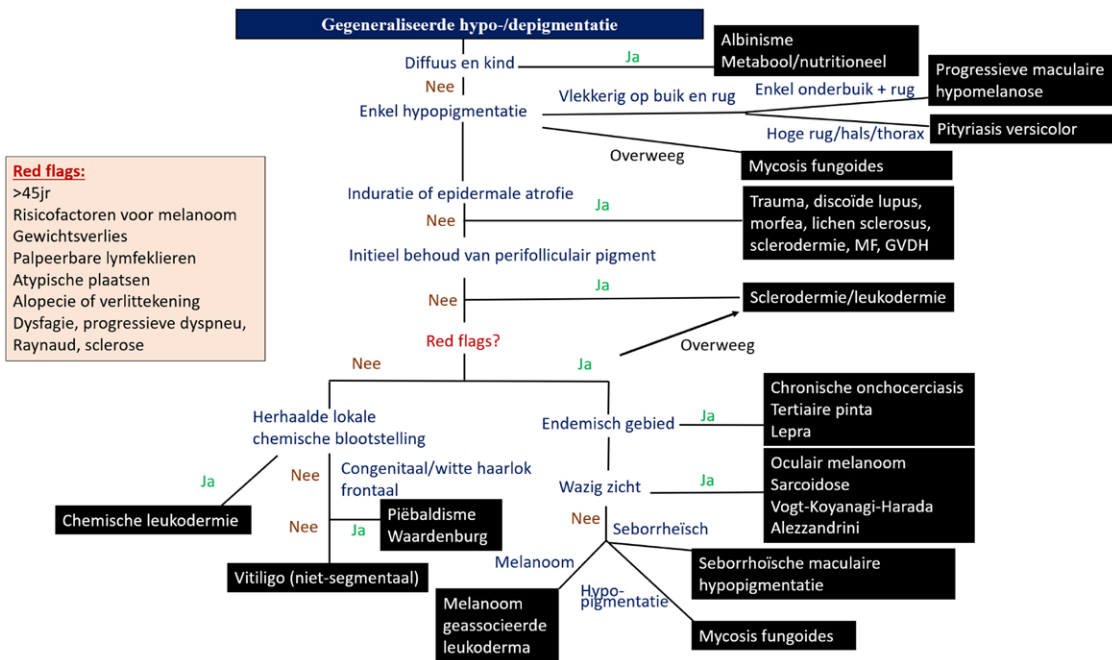 Gegeneraliseerde hypo-/depigmentatie
Diffuus en kind
Ja
Albinisme
Metabool/nutritioneel
Nee
Enkel hypopigmentatie
Vlekkerig op buik en rug
Enkel onderbuik + rug
Progressieve maculaire
hypomelanose
Hoge rug/hals/thorax
Pityriasis versicolor
Overweeg
Mycosis fungoides
Red flags:
>45jr
Risicofactoren voor melanoom
Gewichtsverlies
Palpeerbare lymfeklieren
Atypische plaatsen
Alopecie of verlittekening
Dysfagie, progressieve dyspneu,
Raynaud, sclerose
Induratie of epidermale atrofie
Ja
Nee
Trauma, discoïde lupus,
morfea, lichen sclerosus,
sclerodermie, MF, GVDH
Initieel behoud van perifolliculair pigment
Ja
Nee
Sclerodermie/leukodermie
Overweeg
Red flags?
Nee
Ja
Herhaalde lokale
chemische blootstelling
Ja
Nee
Chemische leukodermie
Congenitaal/witte haarlok
frontaal
Nee
Ja
Piëbaldisme
Waardenburg
Vitiligo (niet-segmentaal)
Endemisch gebied
Ja
Chronische onchocerciasis
Tertiaire pinta
Lepra
Wazig zicht
Ja
Oculair melanoom
Sarcoidose
Vogt-Koyanagi-Harada
Alezzandrini
Nee
Seborrheïsch
Seborrhoïsche maculaire
hypopigmentatie
Melanoom
Melanoom
geassocieerde
leukoderma
Hypo-
pigmentatie
Mycosis fungoides